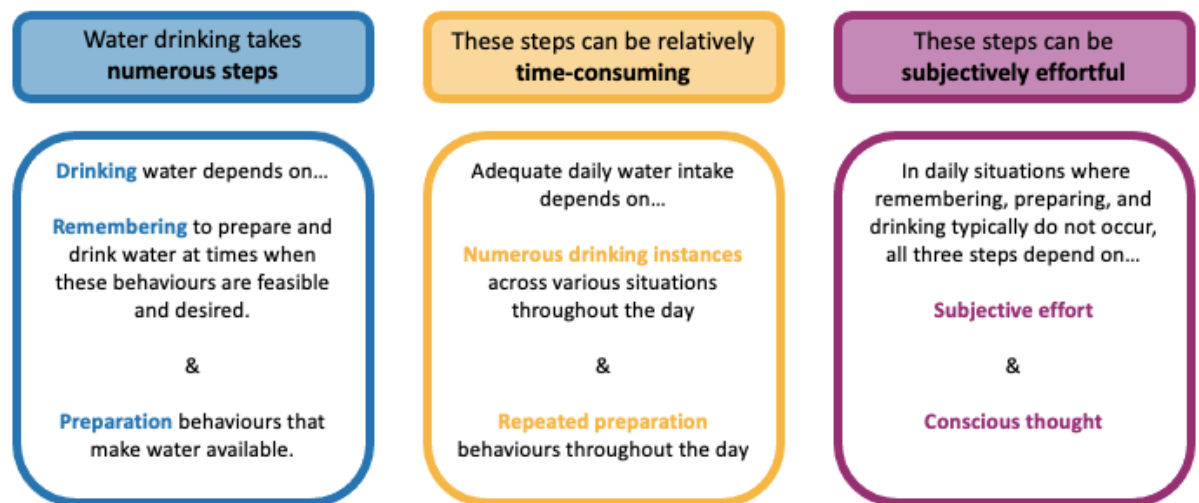 Water drinking takes
numerous steps
Drinking water depends on...
Remembering to prepare and
drink water at times when
these behaviours are feasible
and desired.
&
Preparation behaviours that
make water available.
These steps can be relatively
time-consuming
Adequate daily water intake
depends on...
Numerous drinking instances
across various situations
throughout the day
&
Repeated preparation
behaviours throughout the day
These steps can be
subjectively effortful
In daily situations where
remembering, preparing, and
drinking typically do not occur,
all three steps depend on...
Subjective effort
&
Conscious thought